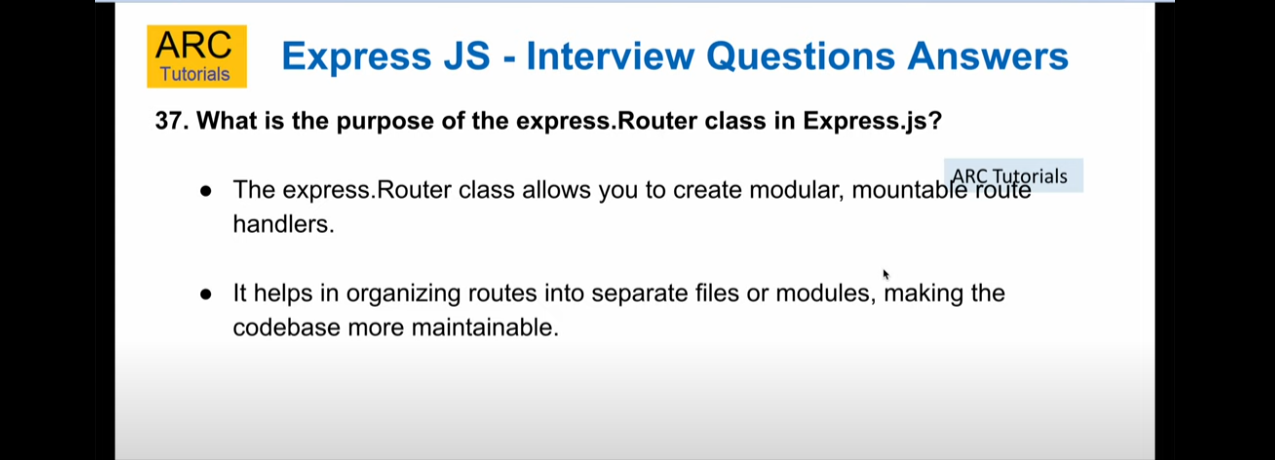 ARC
Tutorials
Express JS - Interview Questions Answers
37. What is the purpose of the express.Router class in Express.js?
ARC Tutorials
● The express.Router class allows you to create modular, mountable route
handlers.
● It helps in organizing routes into separate files or modules, making the
codebase more maintainable.